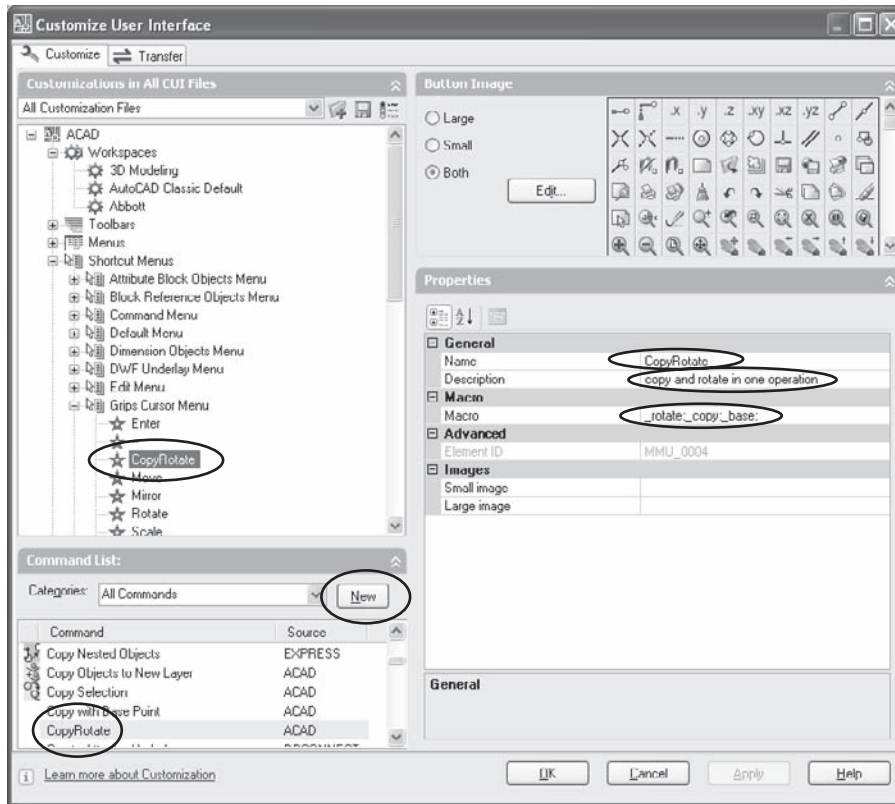 Customize User Interface
Customize
Transfer
Customizations in All CUI Files
All Customization Files
ACAD
Workspaces
3D Modeling
AutoCAD Classic Default
Abbott
Toolbars
Menus
Shortcut Menus
Attribute Block Objects Menu
Block Reference Objects Menu
Command Menu
Default Menu
Dimension Objects Menu
DWF Underlay Menu
Edit Menu
Grips Cursor Menu
Enter
--
CopyRotate
Move
Mirror
Rotate
Scale
Command List:
Categories:
All Commands
New
Command Source
Copy Nested Objects EXPRESS
Copy Objects to New Layer ACAD
Copy Selection ACAD
Copy with Base Point ACAD
CopyRotate ACAD
Learn more about Customization
Button Image
Large
Small
Both
Edit...
.X .y .Z .XY .XZ .YZ
Properties
General
Name CopyRotate
Description copy and rotate in one operation
Macro
Macro _rotate;_copy;_base;
Advanced
Element ID MMU_0004
Images
Small image
Large image
General
OK
Cancel
Apply
Help